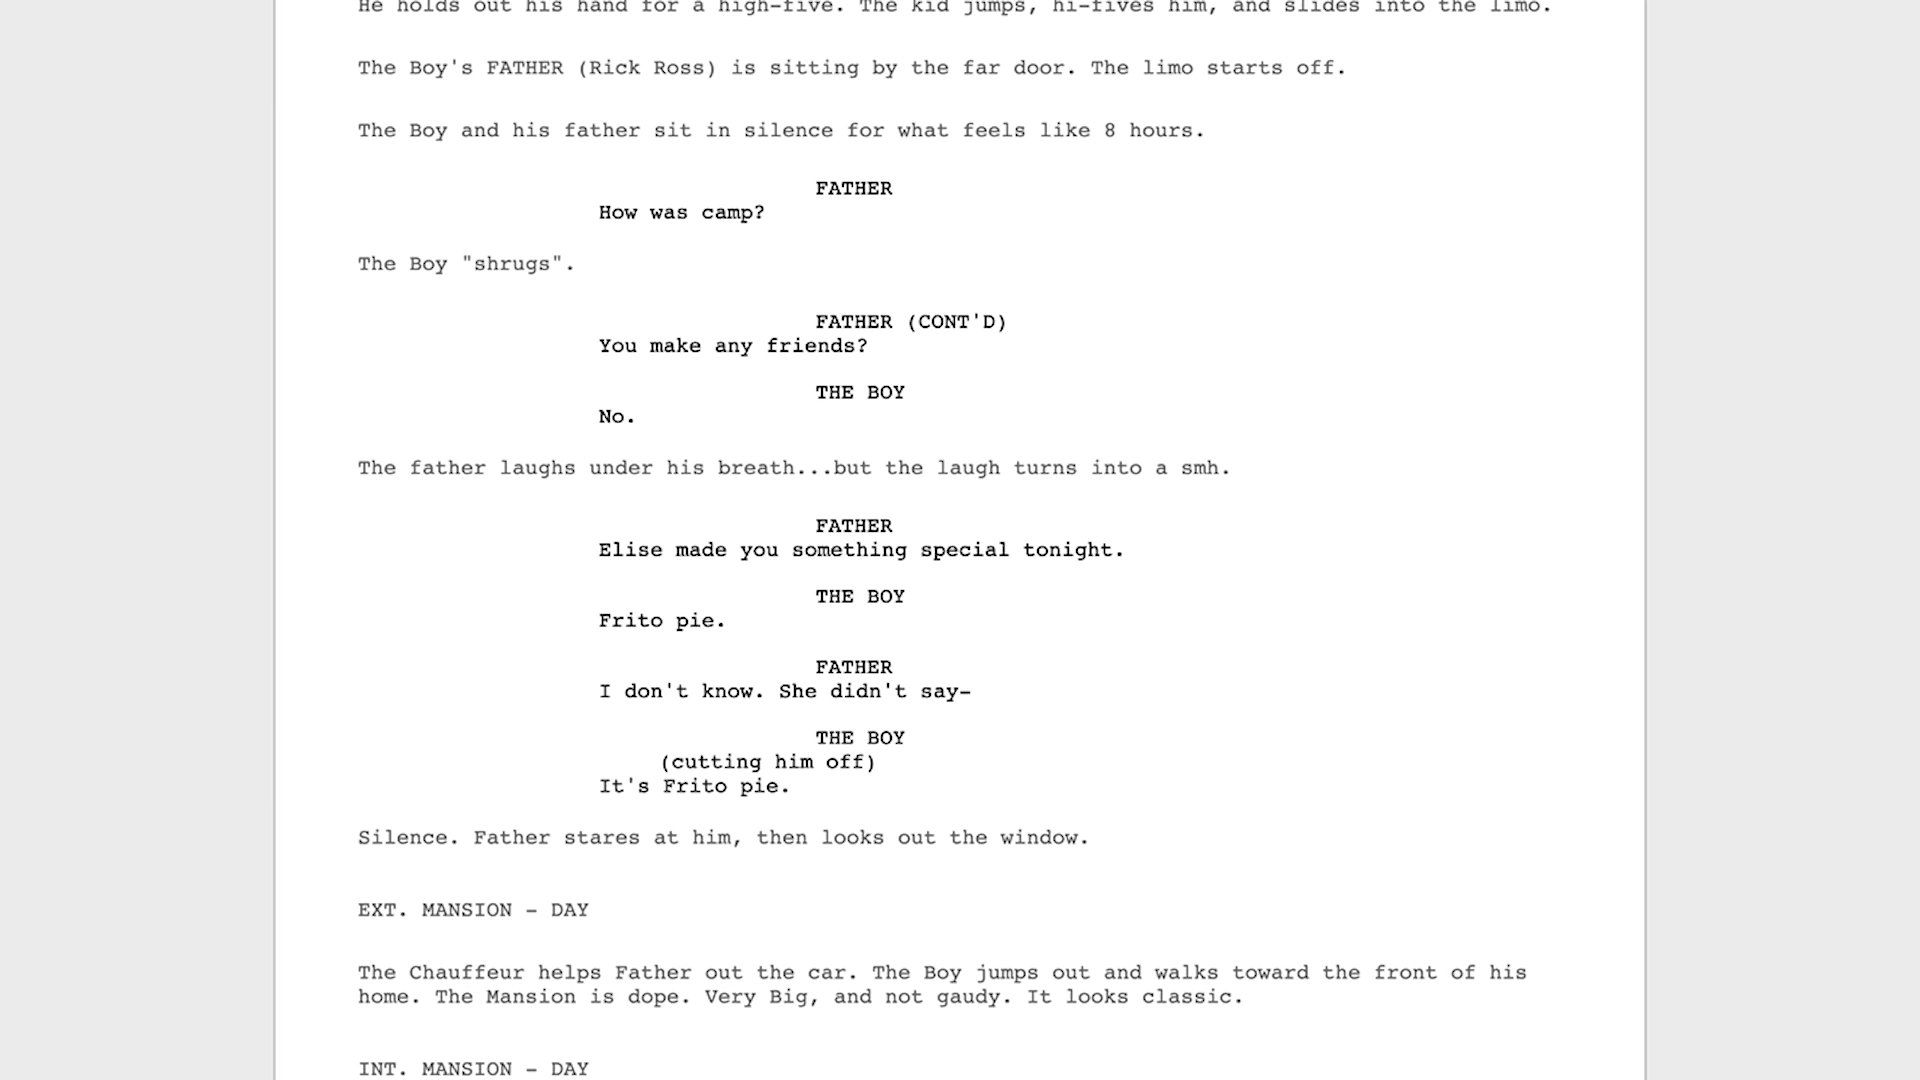 He holds out his hand for a high-five. The kid jumps, hi-fives him, and slides into the limo.
The Boy's FATHER (Rick Ross) is sitting by the far door. The limo starts off.
The Boy and his father sit in silence for what feels like 8 hours.
FATHER
How was camp?
The Boy "shrugs".
FATHER (CONT'D)
You make any friends?
THE BOY
No.
The father laughs under his breath...but the laugh turns into a smh.
FATHER
Elise made you something special tonight.
THE BOY
Frito pie.
FATHER
I don't know. She didn't say-
THE BOY
(cutting him off)
It's Frito pie.
Silence. Father stares at him, then looks out the window.
EXT. MANSION - DAY
The Chauffeur helps Father out the car. The Boy jumps out and walks toward the front of his
home. The Mansion is dope. Very Big, and not gaudy. It looks classic.
INT. MANSION - DAY